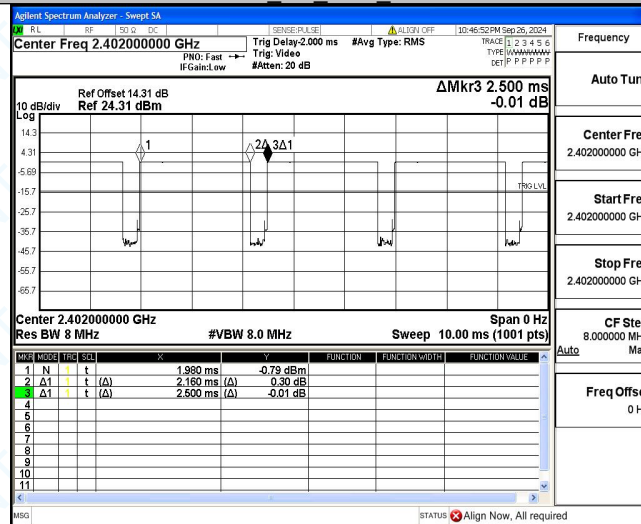 Agilent Spectrum Analyzer - Swept SA
RL RF 50 Ω DC SENSE:PULSE ALIGN OFF 10:46:52 PM Sep 26, 2024
Center Freq 2.402000000 GHz
PNO: Fast
IFGain:Low
Trig Delay-2.000 ms
Trig: Video
#Atten: 20 dB
#Avg Type: RMS
TRACE 1 2 3 4 5 6
TYPE
DET P P P P P P
Ref Offset 14.31 dB
Ref 24.31 dBm
10 dB/div
Log
ΔMkr3 2.500 ms
-0.01 dB
14.3
4.31
-5.69
-15.7
-25.7
-35.7
-45.7
-55.7
-65.7
1
2Δ
3Δ1
TRIG LVL
Center 2.402000000 GHz Span 0 Hz
Res BW 8 MHz #VBW 8.0 MHz Sweep 10.00 ms (1001 pts)
MKR MODE TRC SCL X Y FUNCTION FUNCTION WIDTH FUNCTION VALUE
1 N 1 t 1.980 ms -0.79 dBm
2 Δ1 1 t (Δ) 2.160 ms (Δ) 0.30 dB
3 Δ1 1 t (Δ) 2.500 ms (Δ) -0.01 dB
4
5
6
7
8
9
10
11
MSG STATUS Align Now, All required
Frequency
Auto Tun
Center Fre
2.402000000 GH
Start Fre
2.402000000 GH
Stop Fre
2.402000000 GH
CF Ste
8.000000 MH
Auto Ma
Freq Offse
0 H